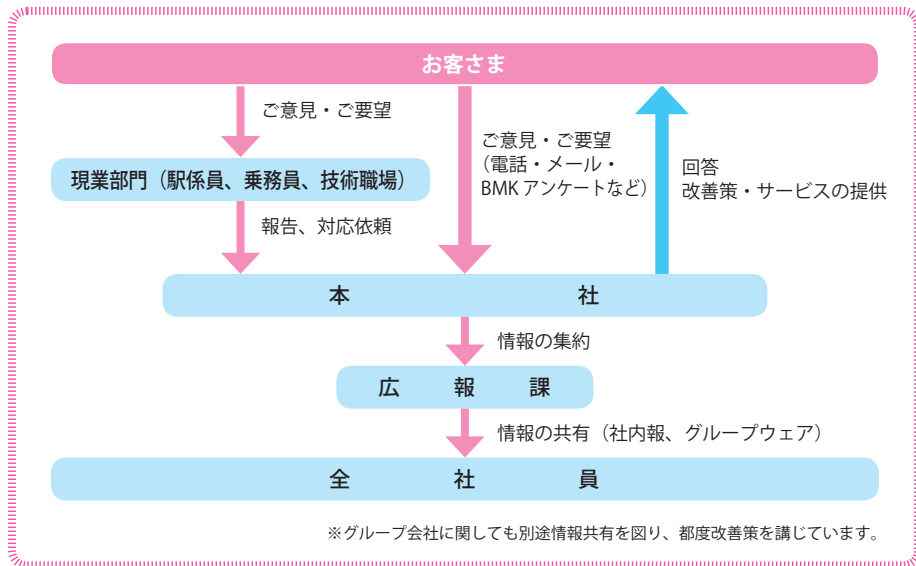 お客さま
ご意見・ご要望
現業部門（駅係員、乗務員、技術職場）
報告、対応依頼
ご意見・ご要望
（電話・メール・
BMKアンケートなど）
回答
改善策・サービスの提供
本社
情報の集約
広報課
情報の共有（社内報、グループウェア）
全社員
※グループ会社に関しても別途情報共有を図り、都度改善策を講じています。